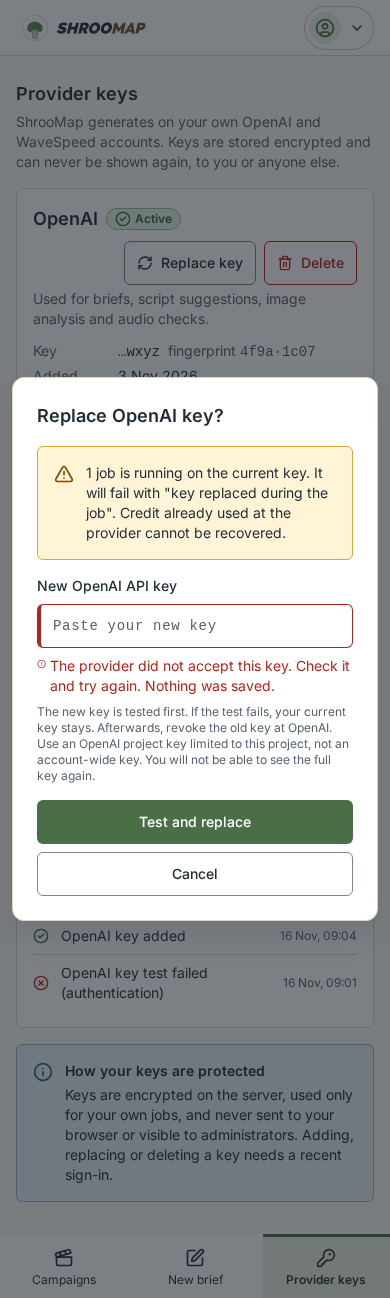 SHROOMAP
Provider keys
ShrooMap generates on your own OpenAI and
WaveSpeed accounts. Keys are stored encrypted and
can never be shown again, to you or anyone else.
OpenAI Active
Replace key Delete
Used for briefs, script suggestions, image
analysis and audio checks.
Key …wxyz fingerprint 4f9a·1c07
Added 3 Nov 2026
Replace OpenAI key?
1 job is running on the current key. It
will fail with "key replaced during the
job". Credit already used at the
provider cannot be recovered.
New OpenAI API key
Paste your new key
The provider did not accept this key. Check it
and try again. Nothing was saved.
The new key is tested first. If the test fails, your current
key stays. Afterwards, revoke the old key at OpenAI.
Use an OpenAI project key limited to this project, not an
account-wide key. You will not be able to see the full
key again.
Test and replace
Cancel
OpenAI key added 16 Nov, 09:04
OpenAI key test failed
(authentication) 16 Nov, 09:01
How your keys are protected
Keys are encrypted on the server, used only
for your own jobs, and never sent to your
browser or visible to administrators. Adding,
replacing or deleting a key needs a recent
sign-in.
Campaigns New brief Provider keys